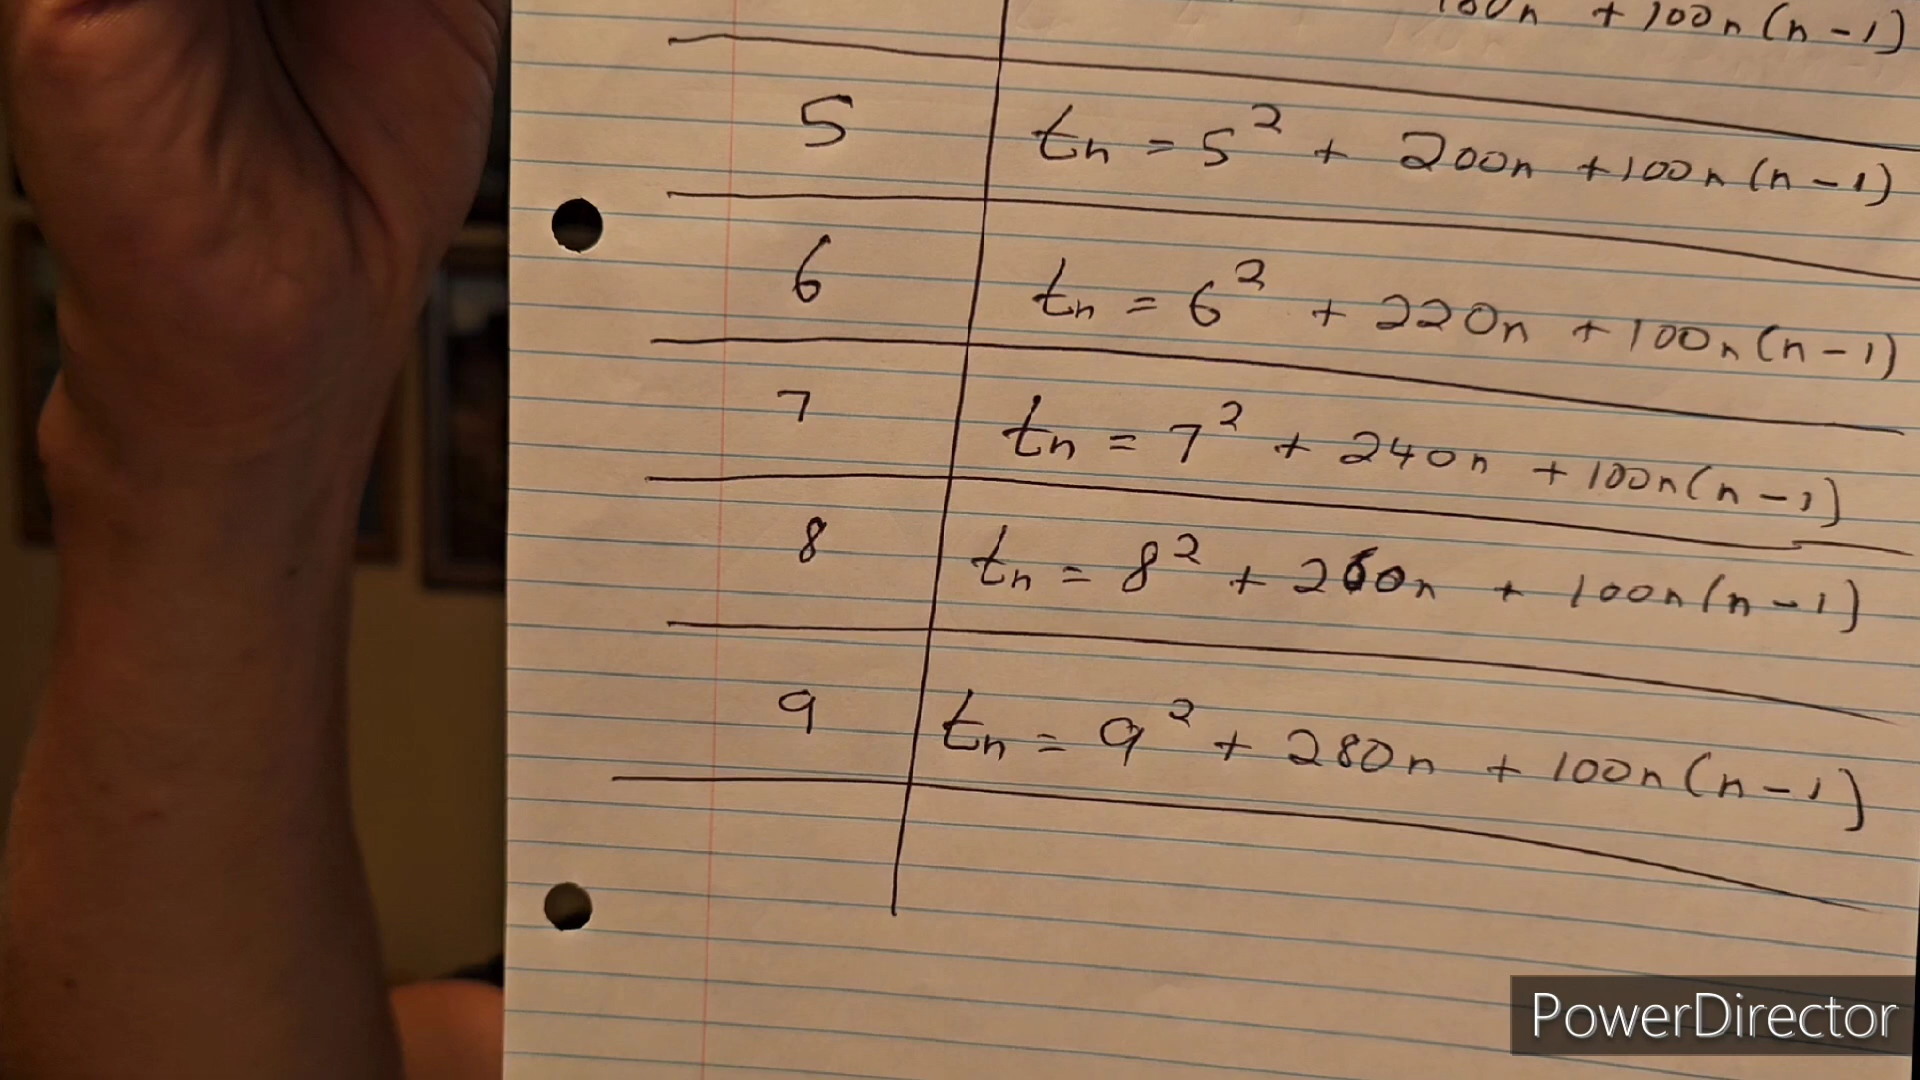 100n + 100n(n-1)
5 tn = 5² + 200n + 100n(n-1)
6 tn = 6² + 220n + 100n(n-1)
7 tn = 7² + 240n + 100n(n-1)
8 tn = 8² + 260n + 100n(n-1)
9 tn = 9² + 280n + 100n(n-1)
PowerDirector